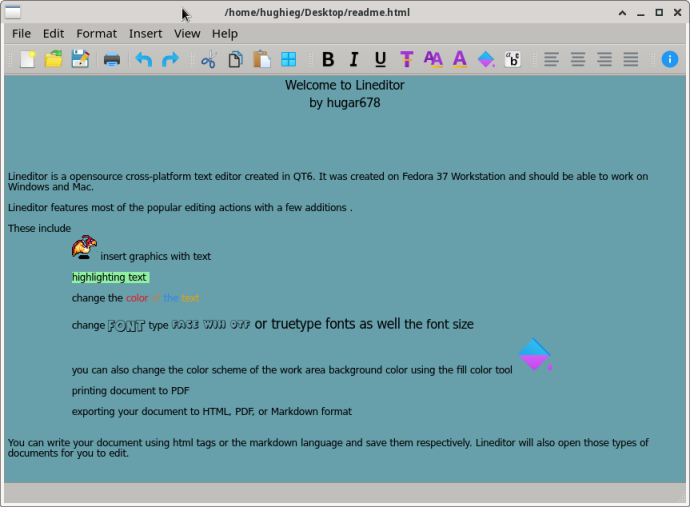 /home/hughieg/Desktop/readme.html
File Edit Format Insert View Help
B I U T AA A a b i
Welcome to Lineditor
by hugar678
Lineditor is a opensource cross-platform text editor created in QT6. It was created on Fedora 37 Workstation and should be able to work on
Windows and Mac.
Lineditor features most of the popular editing actions with a few additions .
These include
insert graphics with text
highlighting text
change the color of the text
change FONT type FACE WIH OTF or truetype fonts as well the font size
you can also change the color scheme of the work area background color using the fill color tool
printing document to PDF
exporting your document to HTML, PDF, or Markdown format
You can write your document using html tags or the markdown language and save them respectively. Lineditor will also open those types of
documents for you to edit.